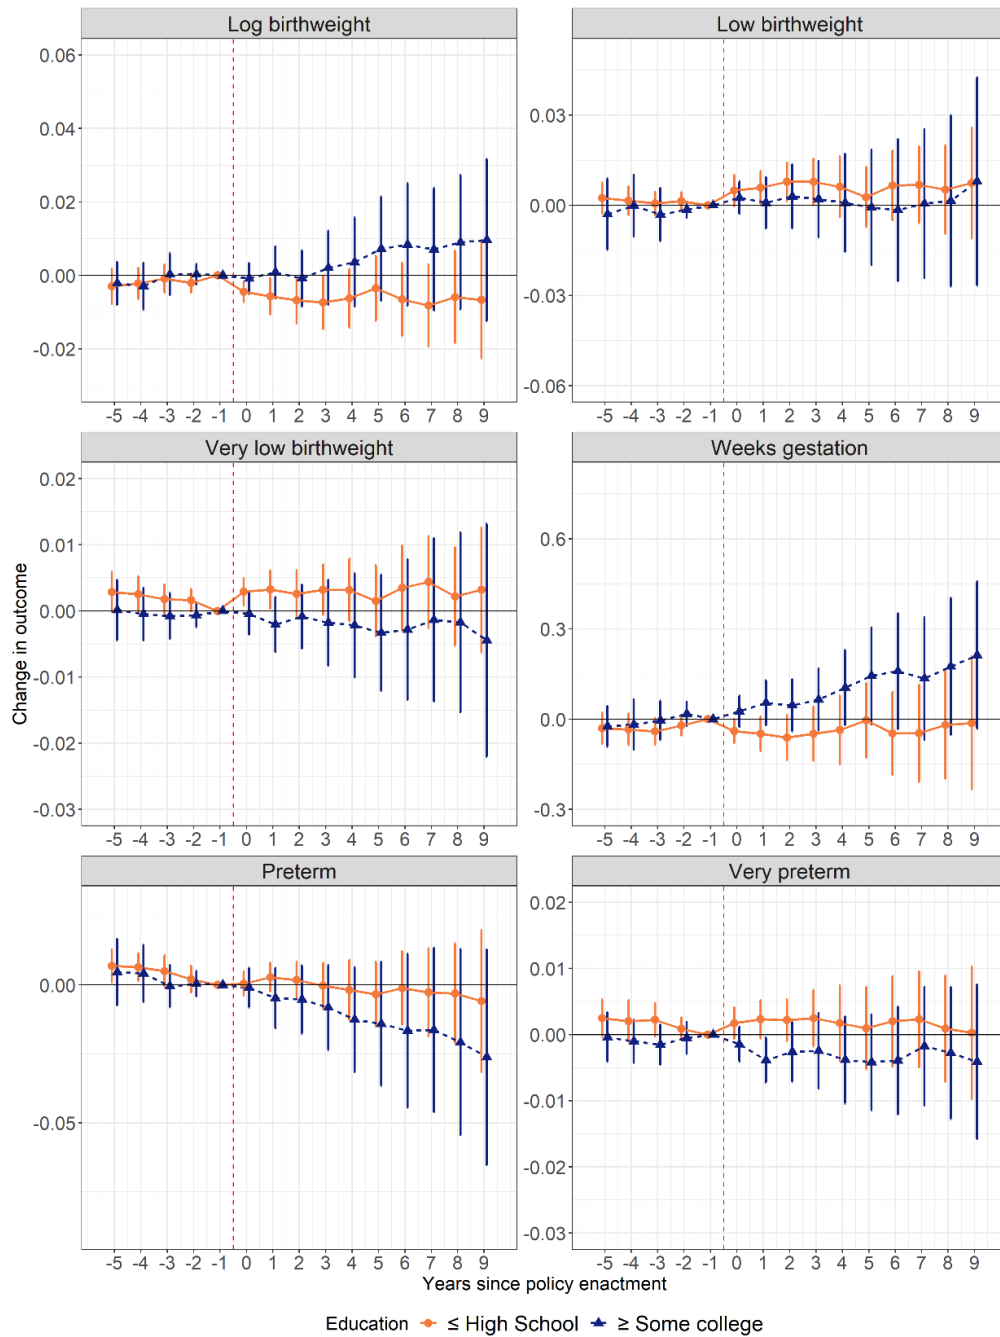 Log birthweight
Low birthweight
0.06
0.04
0.02
0.00
-0.02
0.03
0.00
-0.03
-0.06
-5 -4 -3 -2 -1 0 1 2 3 4 5 6 7 8 9
-5 -4 -3 -2 -1 0 1 2 3 4 5 6 7 8 9
Very low birthweight
Weeks gestation
0.02
0.01
0.00
-0.01
-0.02
-0.03
0.6
0.3
0.0
-0.3
-5 -4 -3 -2 -1 0 1 2 3 4 5 6 7 8 9
-5 -4 -3 -2 -1 0 1 2 3 4 5 6 7 8 9
Change in outcome
Preterm
Very preterm
0.00
-0.05
0.02
0.01
0.00
-0.01
-0.02
-0.03
-5 -4 -3 -2 -1 0 1 2 3 4 5 6 7 8 9
-5 -4 -3 -2 -1 0 1 2 3 4 5 6 7 8 9
Years since policy enactment
Education ≤ High School ≥ Some college